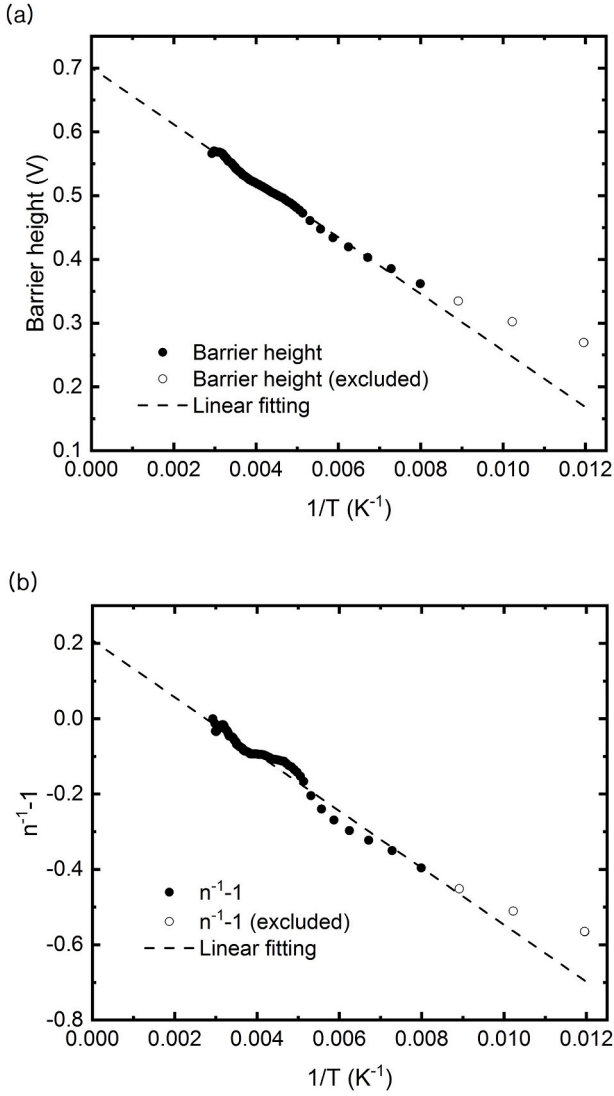 (a)
0.7
0.6
0.5
0.4
0.3
0.2
0.1
Barrier height (V)
Barrier height
Barrier height (excluded)
Linear fitting
0.000 0.002 0.004 0.006 0.008 0.010 0.012
1/T (K⁻¹)
(b)
0.2
0.0
-0.2
-0.4
-0.6
-0.8
n⁻¹-1
n⁻¹-1
n⁻¹-1 (excluded)
Linear fitting
0.000 0.002 0.004 0.006 0.008 0.010 0.012
1/T (K⁻¹)